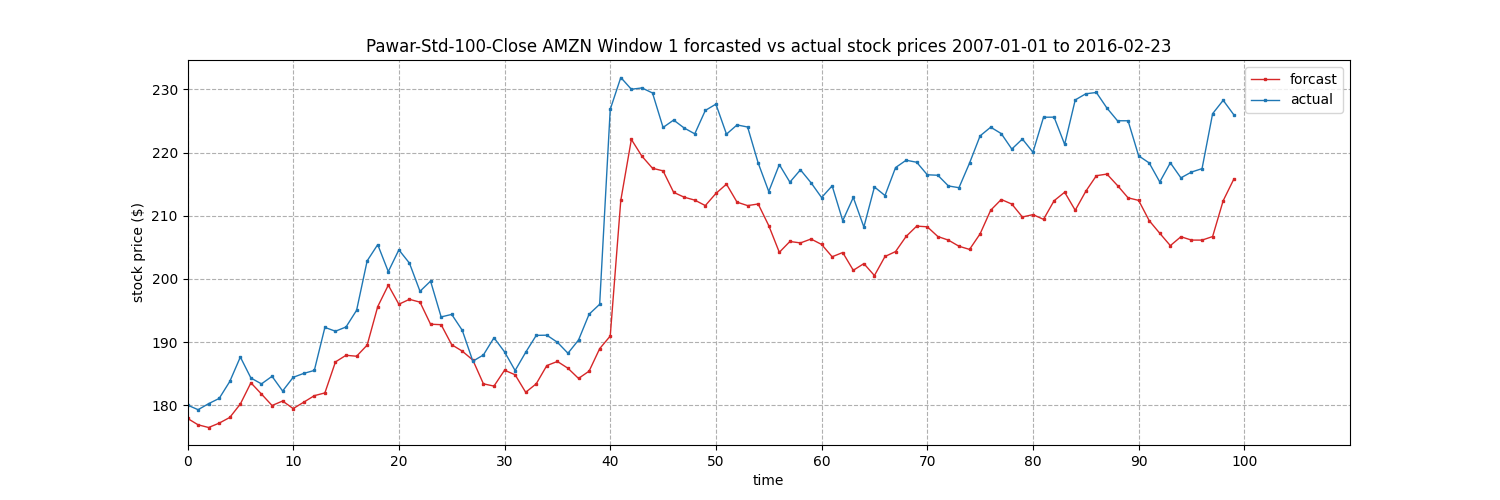 Pawar-Std-100-Close AMZN Window 1 forcasted vs actual stock prices 2007-01-01 to 2016-02-23
forcast
actual
stock price ($)
230
220
210
200
190
180
0 10 20 30 40 50 60 70 80 90 100
time